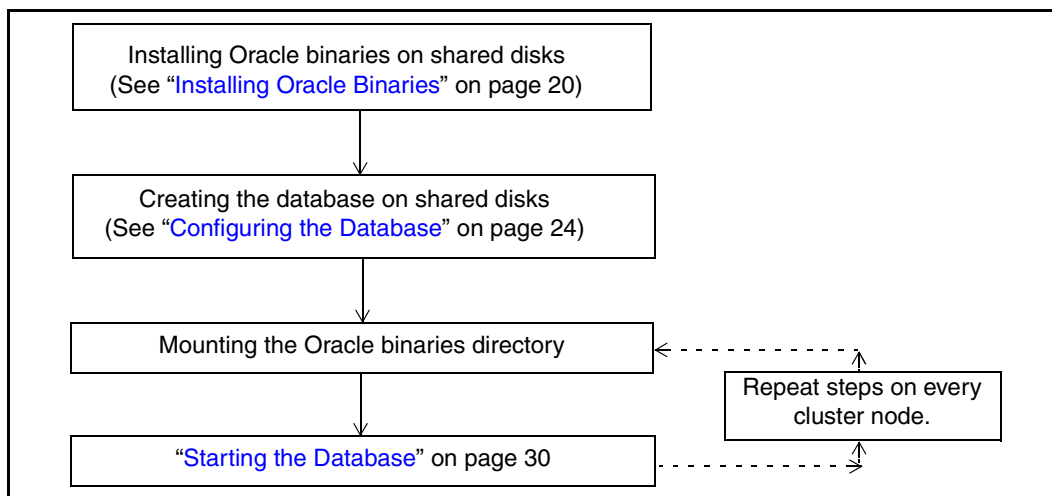 Installing Oracle binaries on shared disks
(See “Installing Oracle Binaries” on page 20)
Creating the database on shared disks
(See “Configuring the Database” on page 24)
Mounting the Oracle binaries directory
Repeat steps on every
cluster node.
“Starting the Database” on page 30